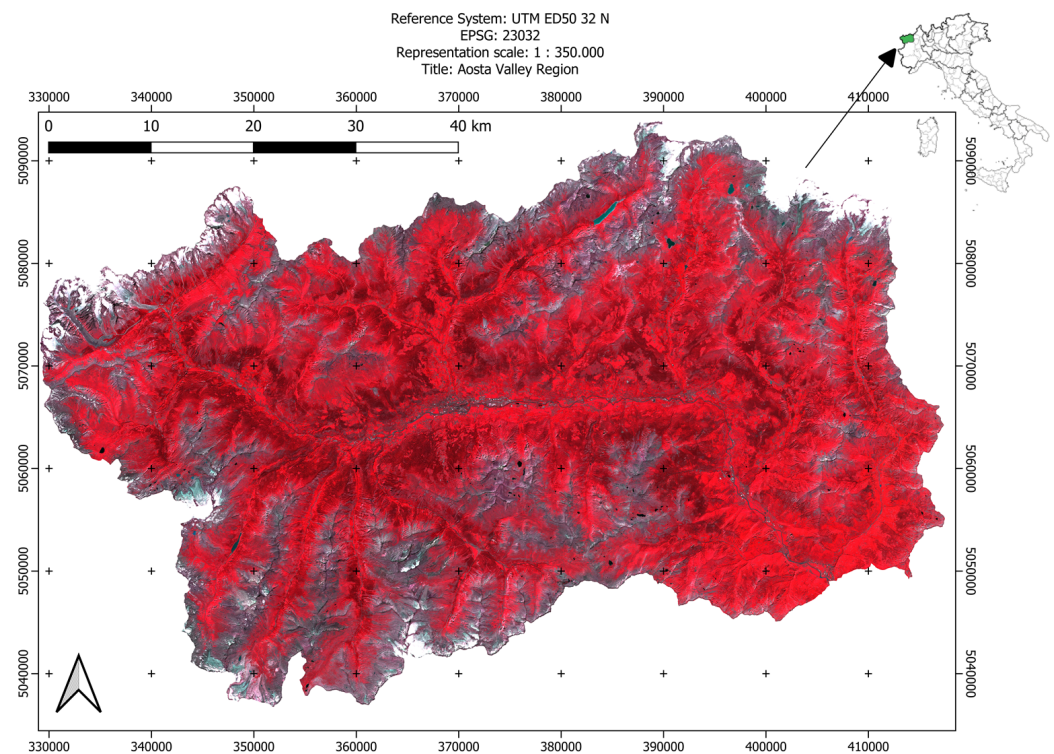 Reference System: UTM ED50 32 N
EPSG: 23032
Representation scale: 1 : 350.000
Title: Aosta Valley Region
330000 340000 350000 360000 370000 380000 390000 400000 410000
0 10 20 30 40 km
5090000 5090000
5080000 5080000
5070000 5070000
5060000 5060000
5050000 5050000
5040000 5040000
330000 340000 350000 360000 370000 380000 390000 400000 410000